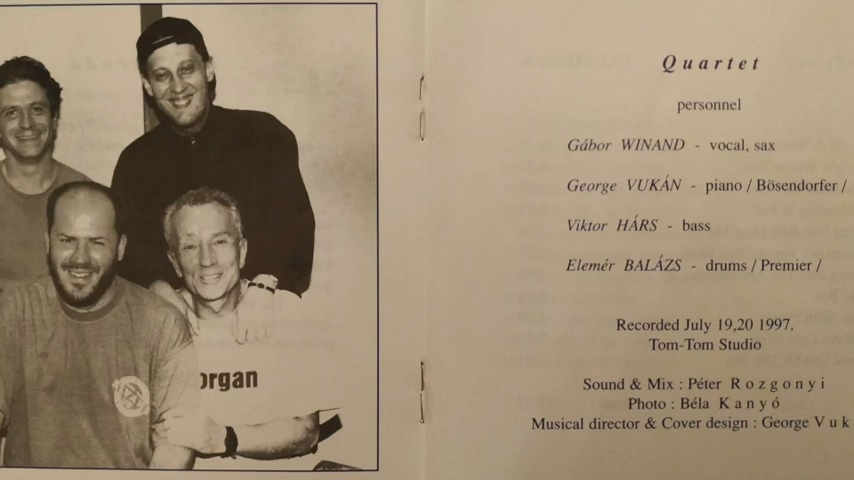 organ
Quartet
personnel
Gábor WINAND - vocal, sax
George VUKÁN - piano / Bösendorfer /
Viktor HÁRS - bass
Elemér BALÁZS - drums / Premier /
Recorded July 19,20 1997.
Tom-Tom Studio
Sound & Mix : Péter Rozgonyi
Photo : Béla Kanyó
Musical director & Cover design : George Vuk